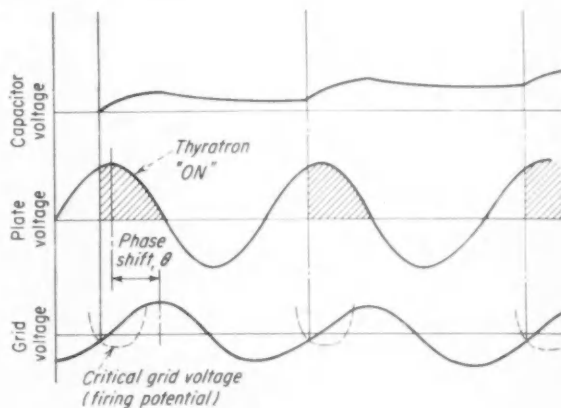 Capacitor
voltage
Thyratron
"ON"
Plate
voltage
Phase
shift, θ
Grid
voltage
Critical grid voltage
(firing potential)